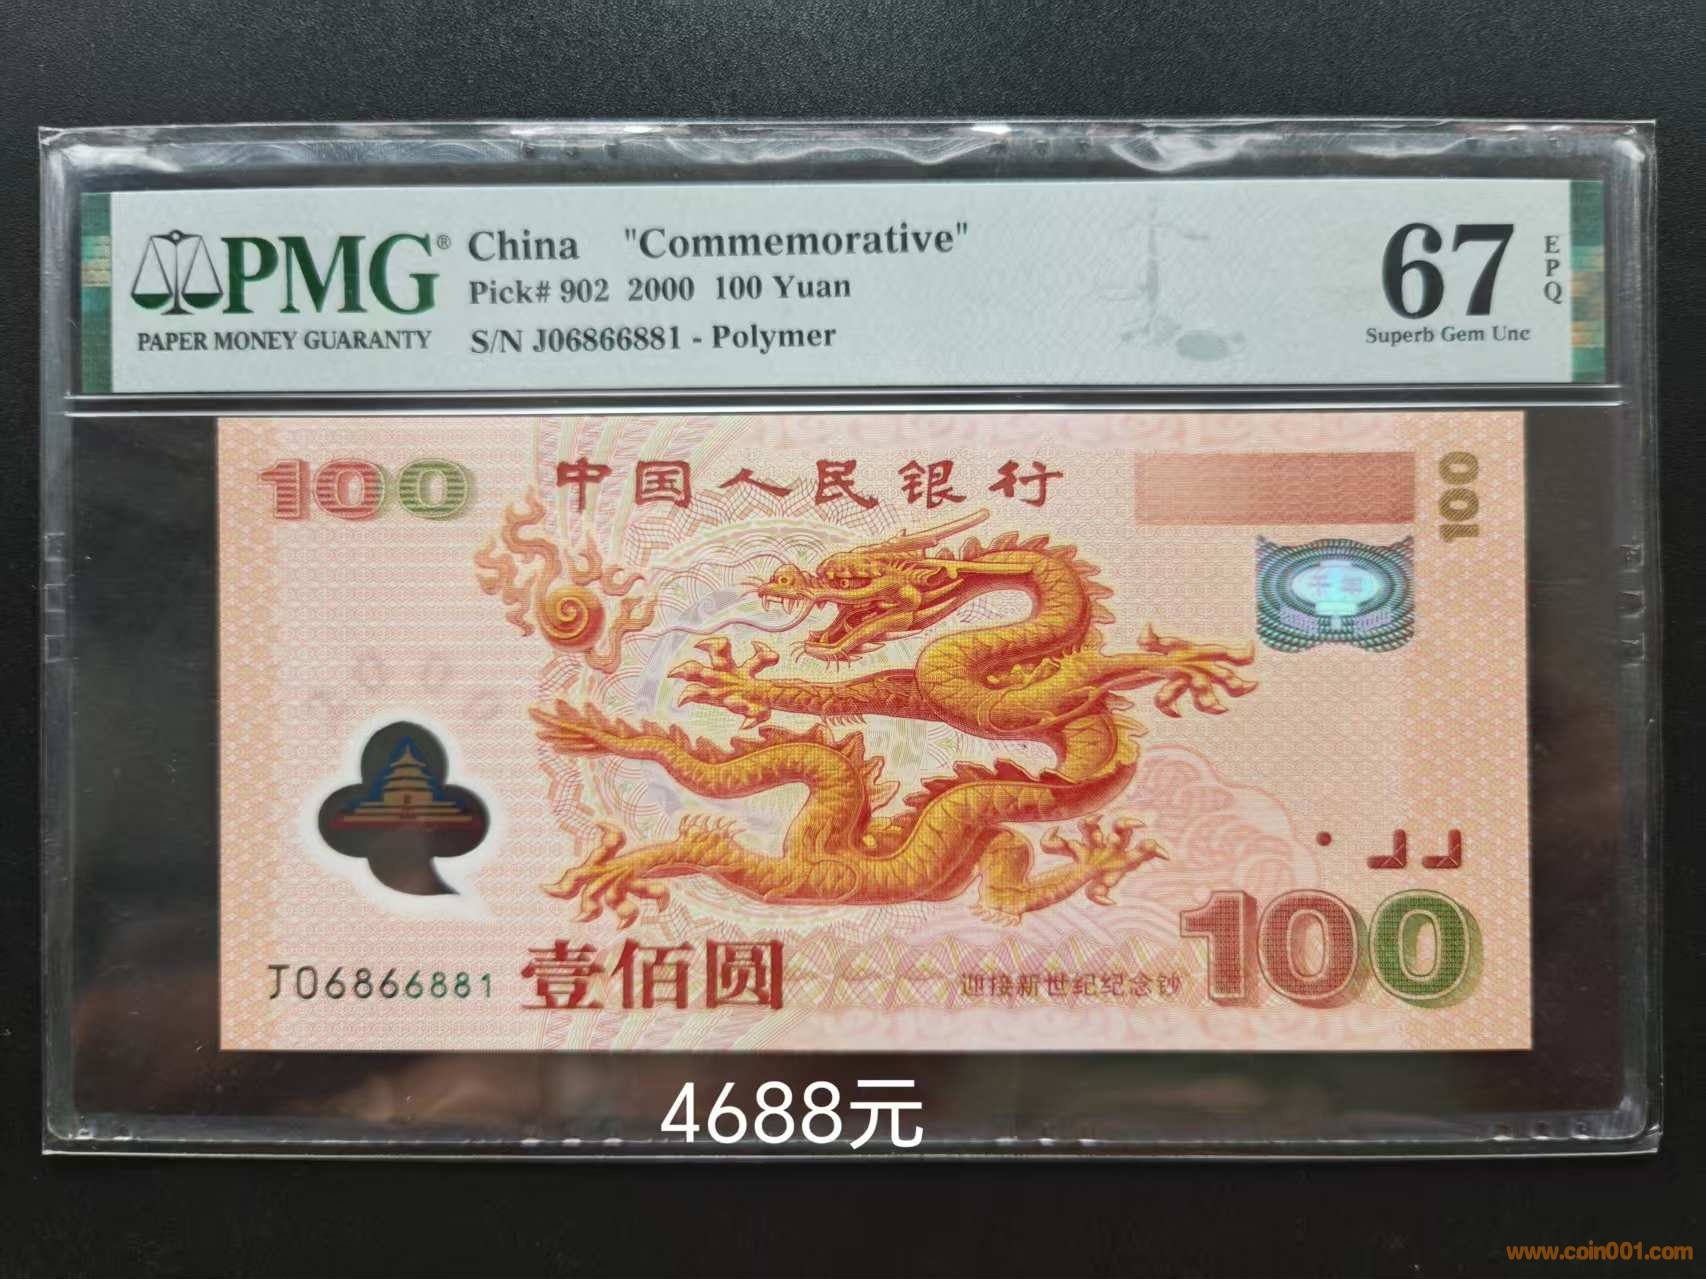 PMG®
PAPER MONEY GUARANTY
China "Commemorative"
Pick# 902 2000 100 Yuan
S/N J06866881 - Polymer
67
EPQ
Superb Gem Unc
100
中国人民银行
100
J06866881
壹佰圆
迎接新世纪纪念钞
100
4688元
www.coin001.com